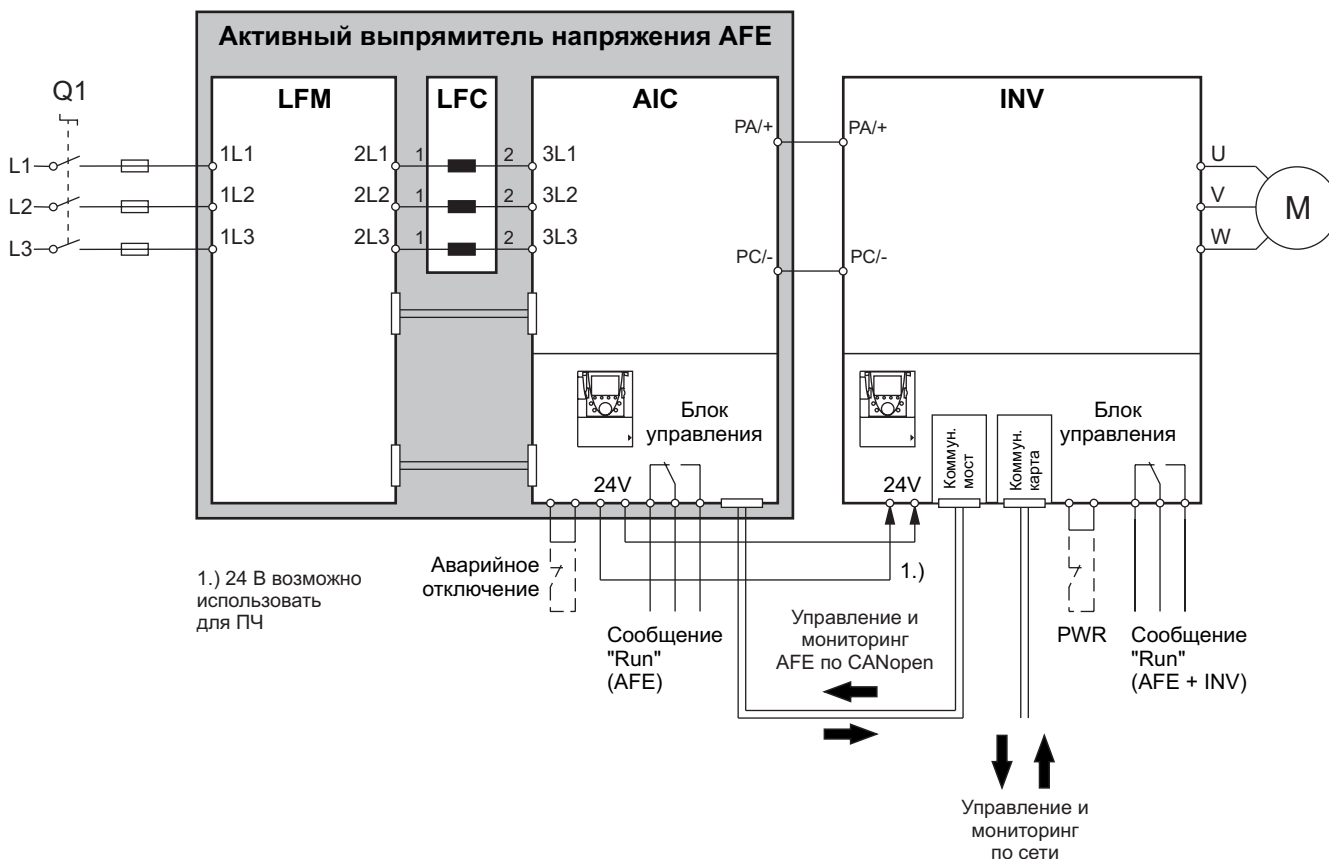 Активный выпрямитель напряжения AFE
Q1
LFM
LFC
AIC
INV
PA/+
PA/+
L1
1L1
2L1
1
2
3L1
U
L2
1L2
2L2
1
2
3L2
V
M
L3
1L3
2L3
1
2
3L3
W
PC/-
PC/-
Блок
управления
24V
Коммун.
мост
Коммун.
карта
Блок
управления
24V
1.) 24 В возможно
использовать
для ПЧ
Аварийное
отключение
Сообщение
"Run"
(AFE)
1.)
Управление и
мониторинг
AFE по CANopen
PWR
Сообщение
"Run"
(AFE + INV)
Управление и
мониторинг
по сети